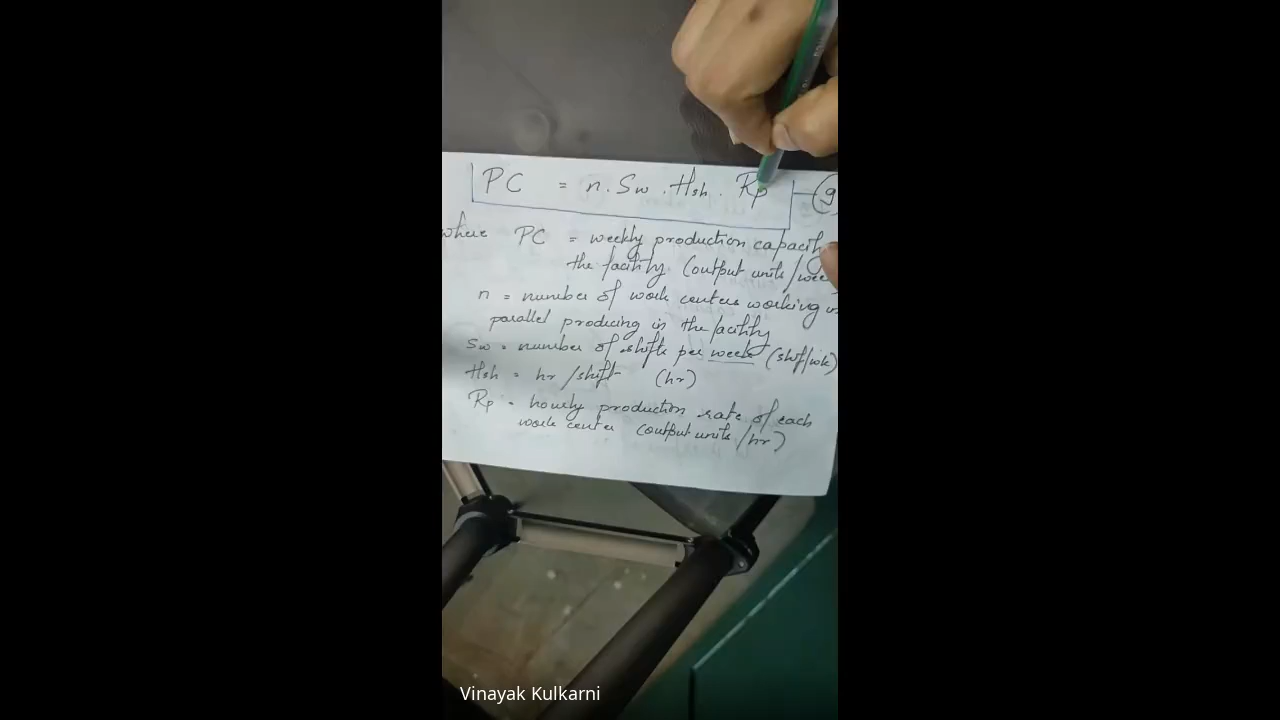 PC = n . Sw . Hsh . Rp (9)
where PC = weekly production capacity
the facility (output units/wee
n = number of work centers working in
parallel producing in the facility
Sw = number of shifts per week (shif/wk)
Hsh = hr/shift (hr)
Rp = hourly production rate of each
work center (output units/hr)
Vinayak Kulkarni